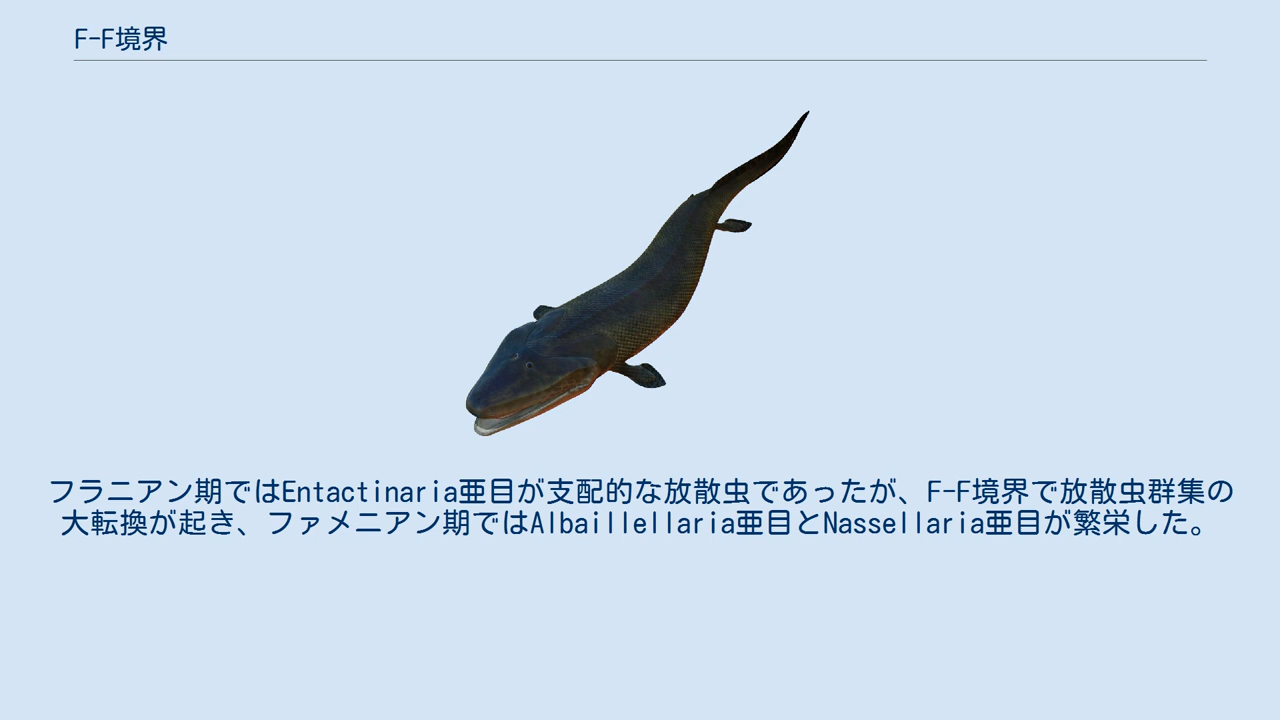 F-F境界
フラニアン期ではEntactinaria亜目が支配的な放散虫であったが、F-F境界で放散虫群集の
大転換が起き、ファメニアン期ではAlbaillellaria亜目とNassellaria亜目が繁栄した。